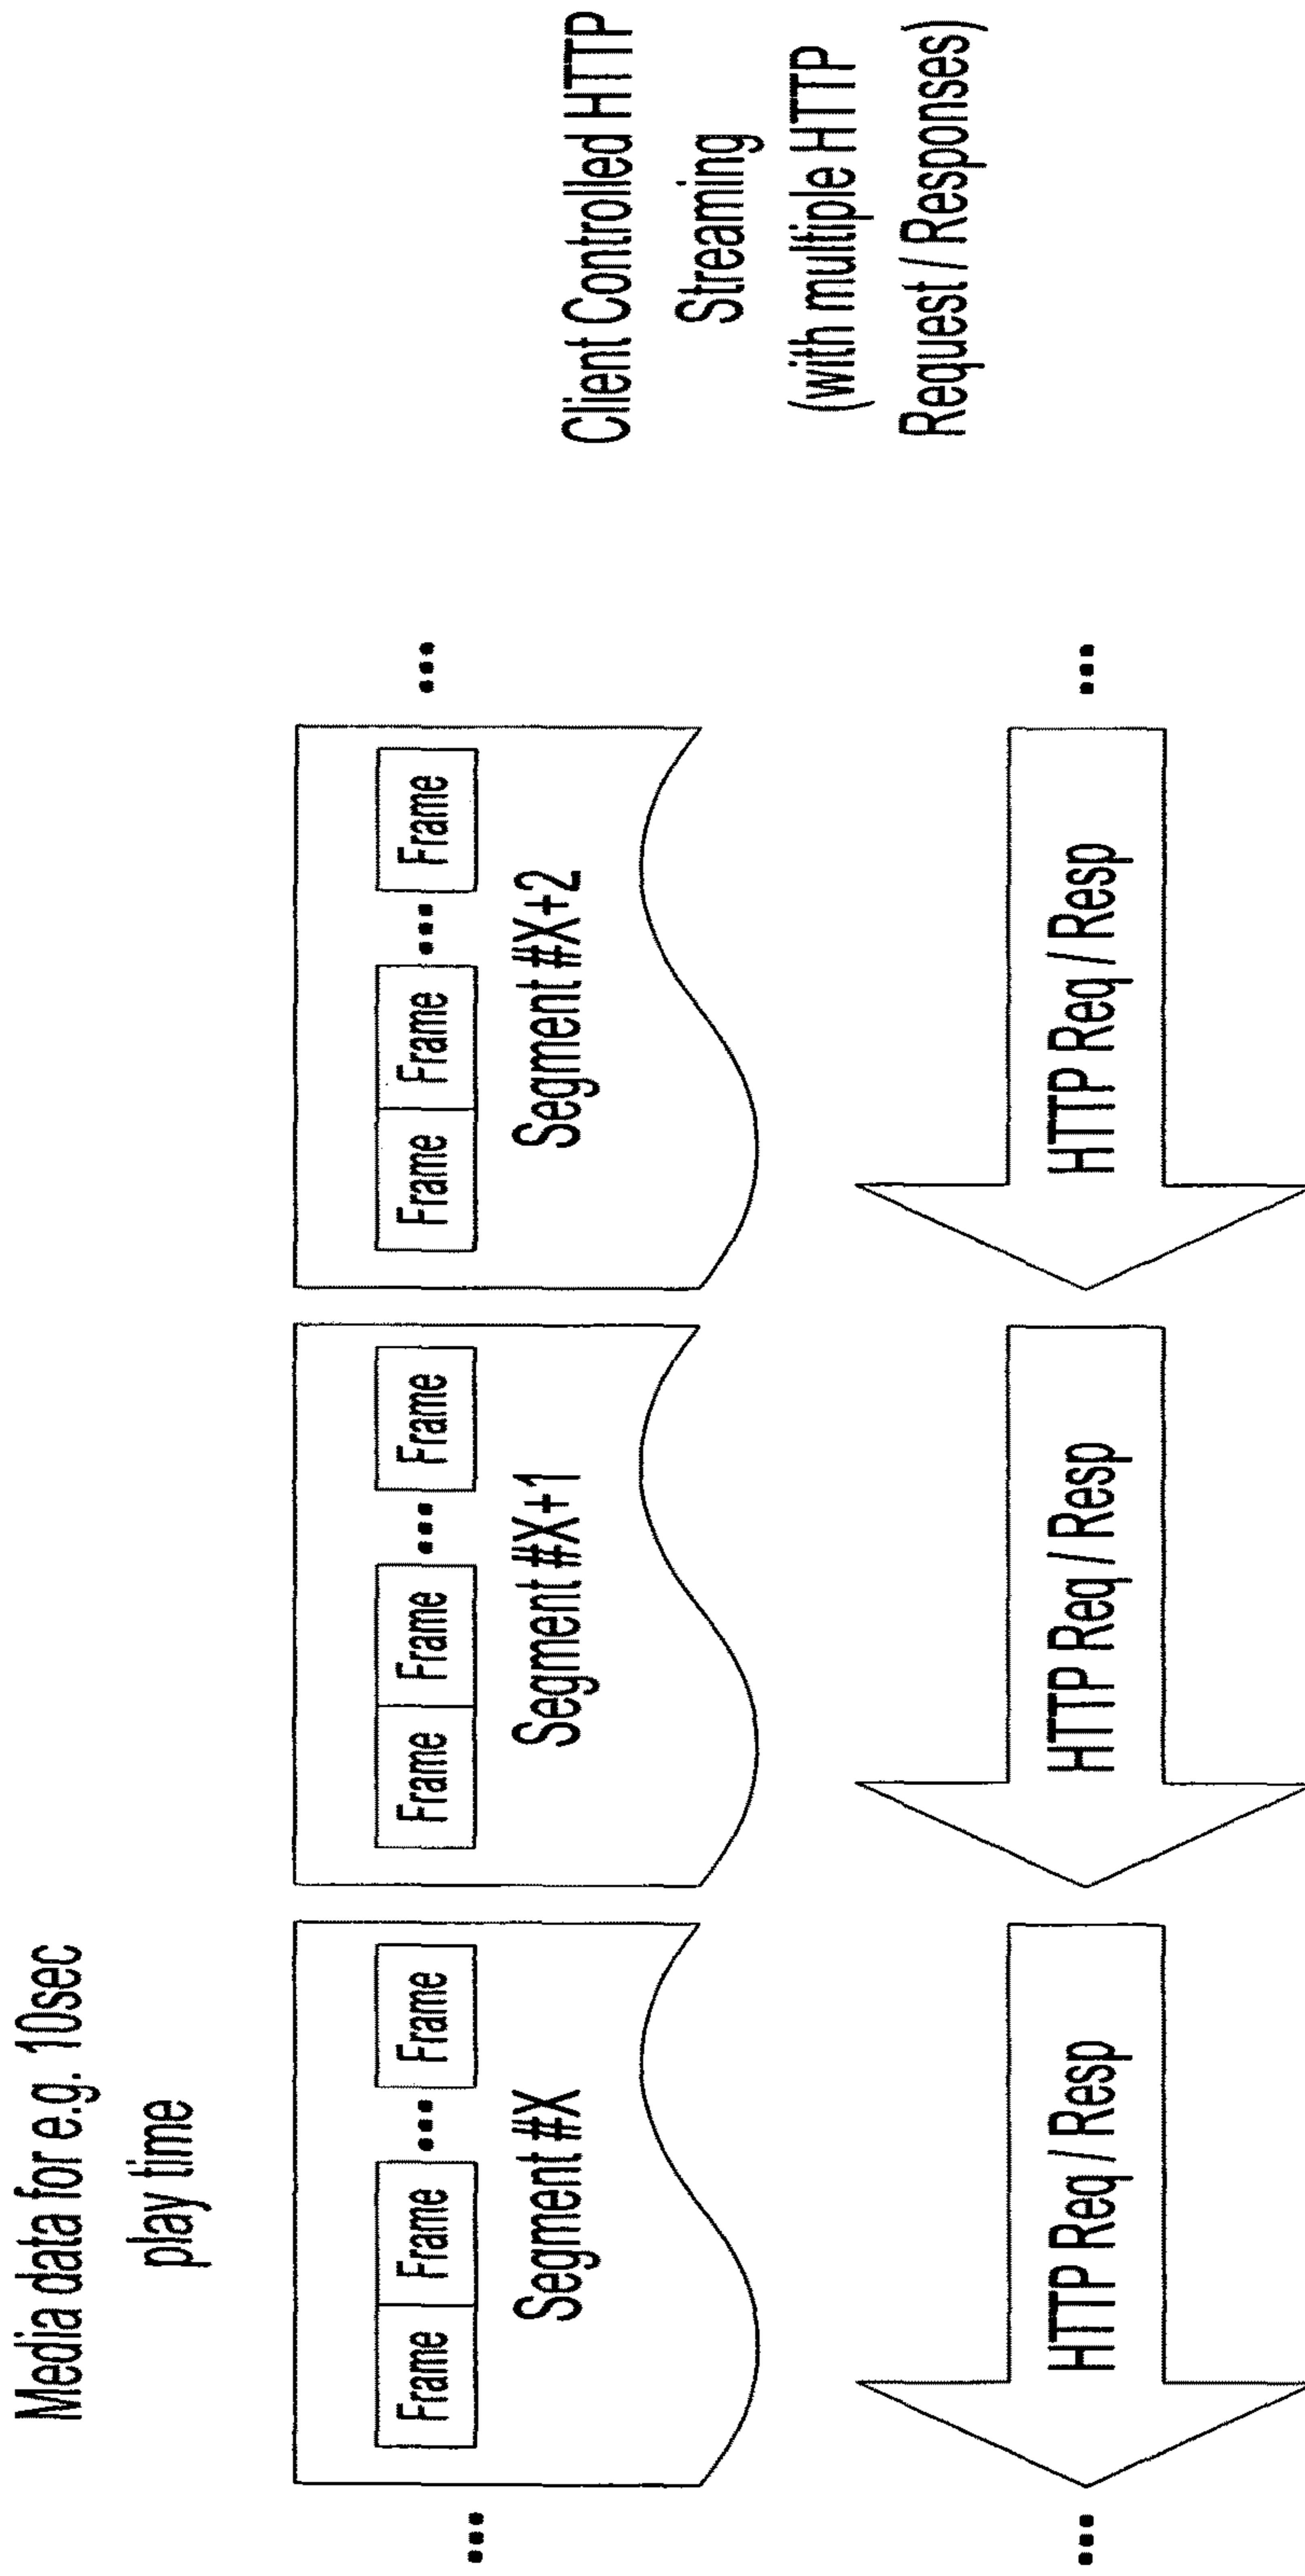 Media data for e.g. 10sec
play time
... Frame Frame ... Frame Frame Frame ... Frame Frame Frame ... Frame ...
Segment #X Segment #X+1 Segment #X+2
Client Controlled HTTP
Streaming
(with multiple HTTP
Request / Responses)
... HTTP Req / Resp HTTP Req / Resp HTTP Req / Resp ...